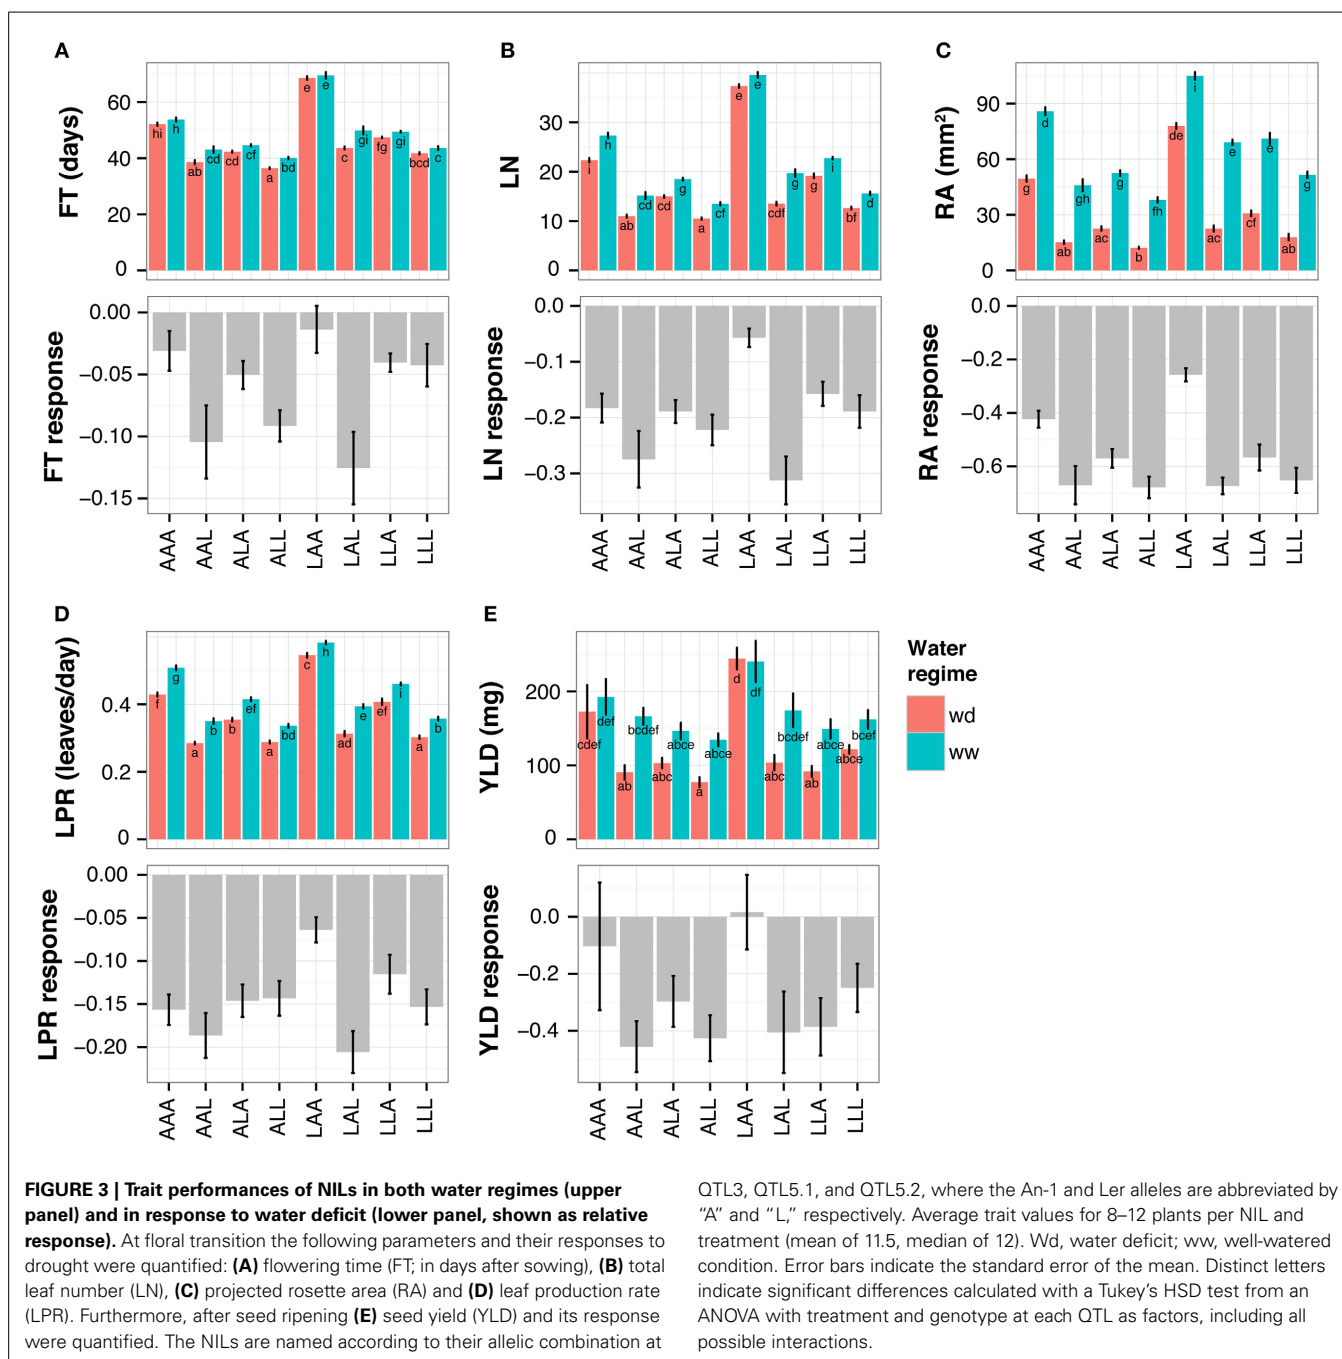 A
FT (days)
60
40
20
0
hi h ab cd cd cf a bd e e c gi fg gi bcd c
FT response
0.00
−0.05
−0.10
−0.15
AAA AAL ALA ALL LAA LAL LLA LLL
B
LN
30
20
10
0
i h ab cd cd g a cf e e cdf g g i bf d
LN response
0.0
−0.1
−0.2
−0.3
AAA AAL ALA ALL LAA LAL LLA LLL
C
RA (mm²)
90
60
30
0
g d ab gh ac g b fh de i ac e cf e ab g
RA response
0.0
−0.2
−0.4
−0.6
AAA AAL ALA ALL LAA LAL LLA LLL
D
LPR (leaves/day)
0.4
0.2
0
f g a b b ef a bd c h ad e ef i a b
LPR response
0.00
−0.05
−0.10
−0.15
−0.20
AAA AAL ALA ALL LAA LAL LLA LLL
E
YLD (mg)
200
100
0
cdef def ab bcdef abc abce a abce d df abc bcdef ab abce abce bcef
YLD response
0.0
−0.2
−0.4
AAA AAL ALA ALL LAA LAL LLA LLL
Water
regime
wd
ww
FIGURE 3 | Trait performances of NILs in both water regimes (upper
panel) and in response to water deficit (lower panel, shown as relative
response). At floral transition the following parameters and their responses to
drought were quantified: (A) flowering time (FT; in days after sowing), (B) total
leaf number (LN), (C) projected rosette area (RA) and (D) leaf production rate
(LPR). Furthermore, after seed ripening (E) seed yield (YLD) and its response
were quantified. The NILs are named according to their allelic combination at
QTL3, QTL5.1, and QTL5.2, where the An-1 and Ler alleles are abbreviated by
“A” and “L,” respectively. Average trait values for 8–12 plants per NIL and
treatment (mean of 11.5, median of 12). Wd, water deficit; ww, well-watered
condition. Error bars indicate the standard error of the mean. Distinct letters
indicate significant differences calculated with a Tukey’s HSD test from an
ANOVA with treatment and genotype at each QTL as factors, including all
possible interactions.